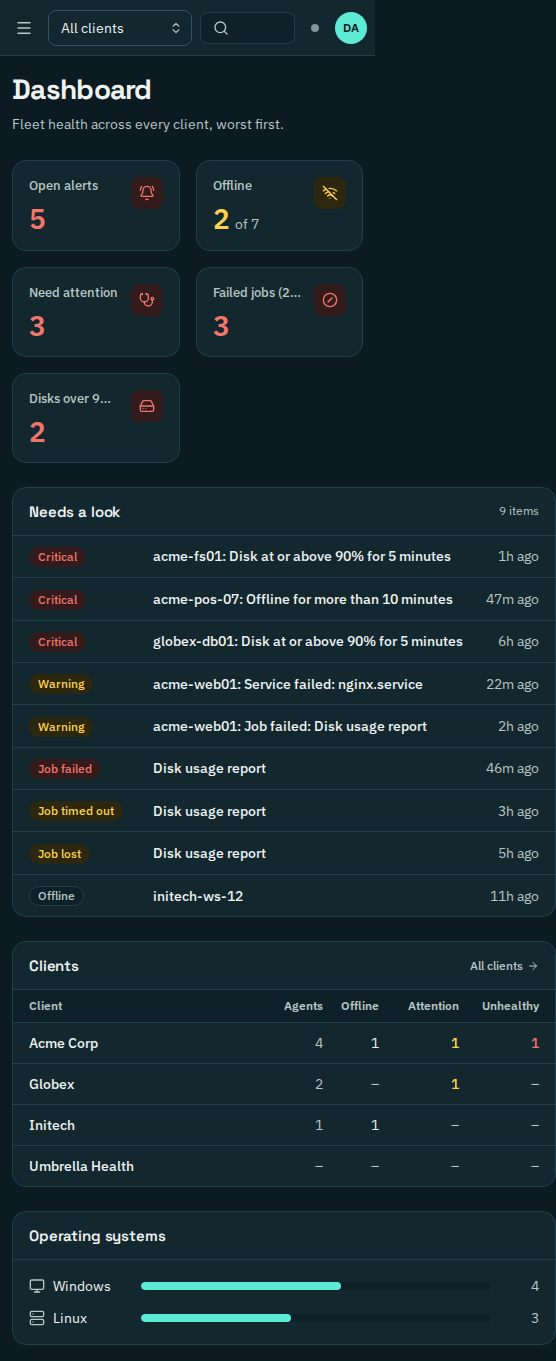 All clients
DA
Dashboard
Fleet health across every client, worst first.
Open alerts
5
Offline
2 of 7
Need attention
3
Failed jobs (2...
3
Disks over 9...
2
Needs a look
9 items
Critical acme-fs01: Disk at or above 90% for 5 minutes 1h ago
Critical acme-pos-07: Offline for more than 10 minutes 47m ago
Critical globex-db01: Disk at or above 90% for 5 minutes 6h ago
Warning acme-web01: Service failed: nginx.service 22m ago
Warning acme-web01: Job failed: Disk usage report 2h ago
Job failed Disk usage report 46m ago
Job timed out Disk usage report 3h ago
Job lost Disk usage report 5h ago
Offline initech-ws-12 11h ago
Clients
All clients →
Client Agents Offline Attention Unhealthy
Acme Corp 4 1 1 1
Globex 2 – 1 –
Initech 1 1 – –
Umbrella Health – – – –
Operating systems
Windows 4
Linux 3